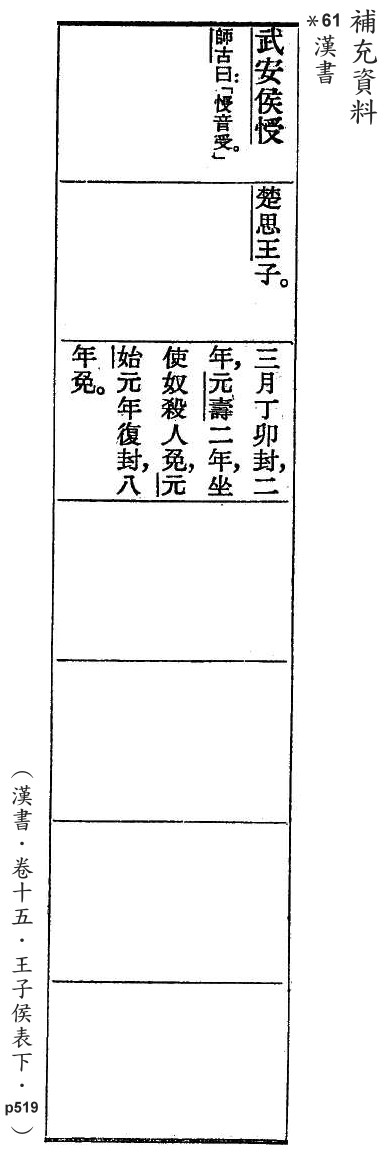 補充資料
*61 漢書
武安侯慢
師古曰：「慢音受。」
楚思王子。
三月丁卯封，二
年，元壽二年，坐
使奴殺人免，元
始元年復封，八
年免。
（漢書・卷十五・王子侯表下・p519）